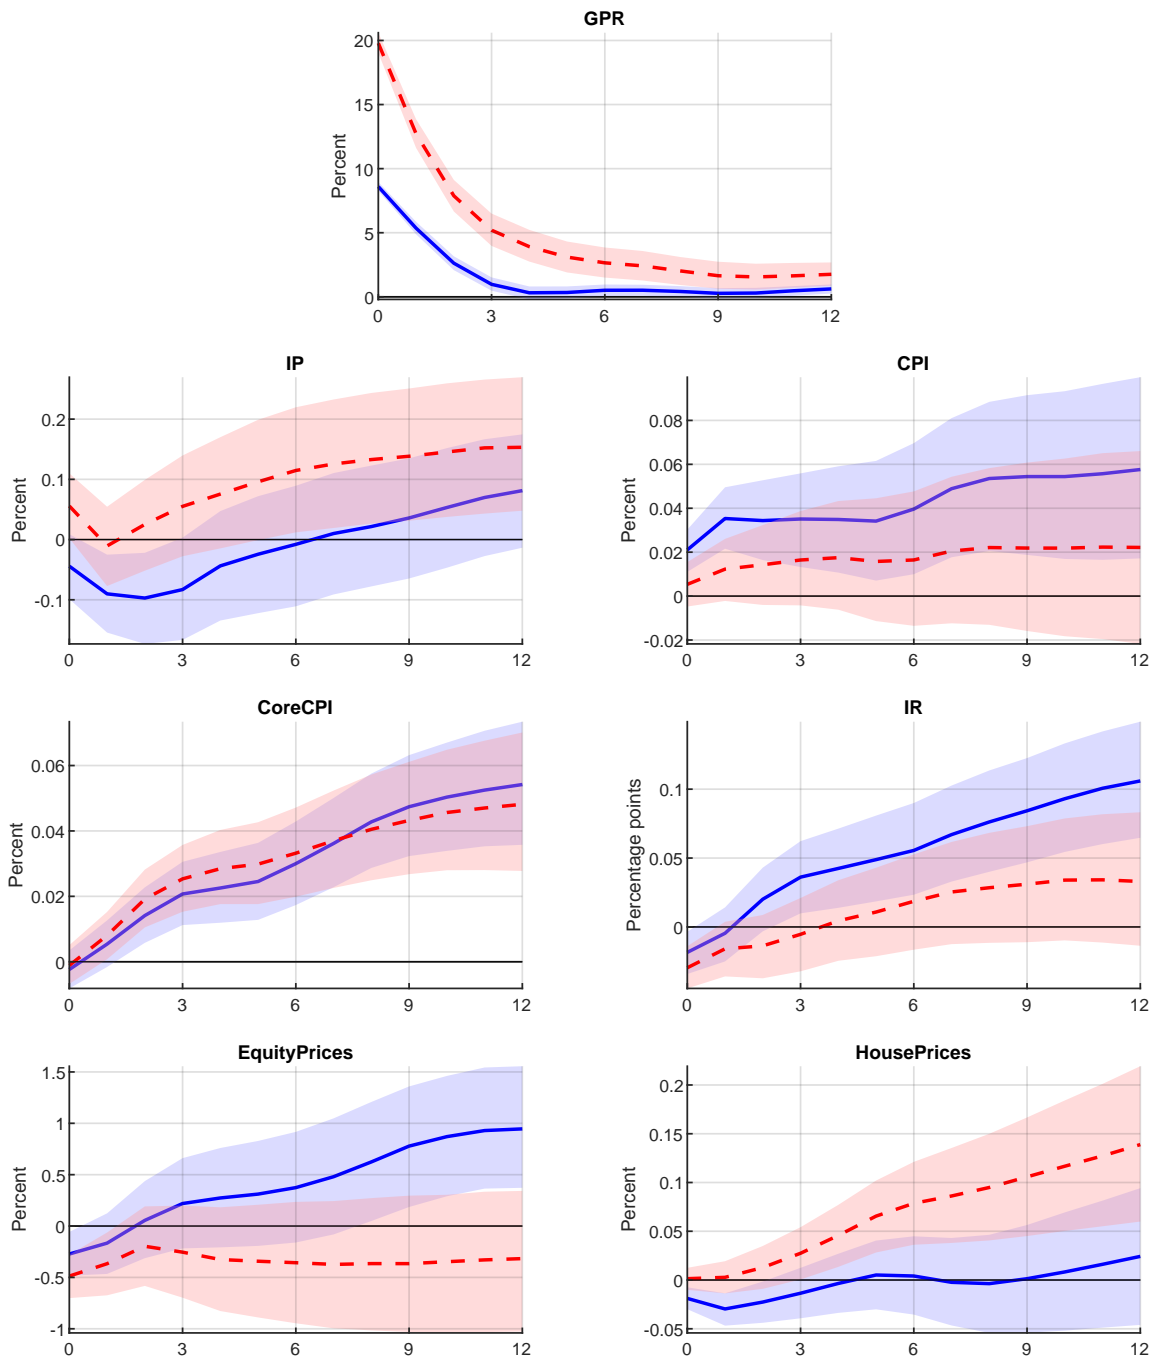 GPR
Percent
20
15
10
5
0
0 3 6 9 12
IP
Percent
0.2
0.1
0
-0.1
0 3 6 9 12
CPI
Percent
0.08
0.06
0.04
0.02
0
-0.02
0 3 6 9 12
CoreCPI
Percent
0.06
0.04
0.02
0
0 3 6 9 12
IR
Percentage points
0.1
0.05
0
0 3 6 9 12
EquityPrices
Percent
1.5
1
0.5
0
-0.5
-1
0 3 6 9 12
HousePrices
Percent
0.2
0.15
0.1
0.05
0
-0.05
0 3 6 9 12